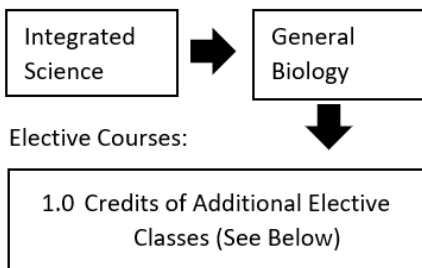 Integrated
Science
General
Biology
Elective Courses:
1.0 Credits of Additional Elective
Classes (See Below)